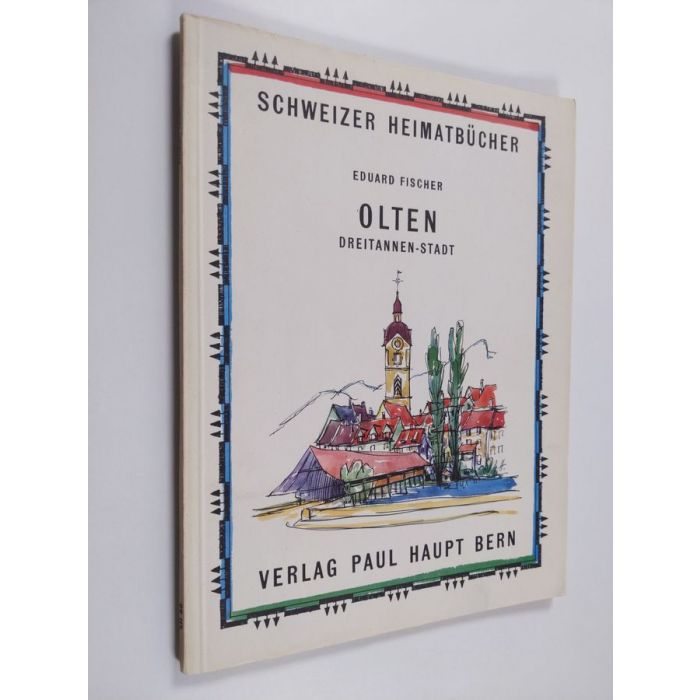 SCHWEIZER HEIMATBÜCHER
EDUARD FISCHER
OLTEN
DREITANNEN-STADT
VERLAG PAUL HAUPT BERN